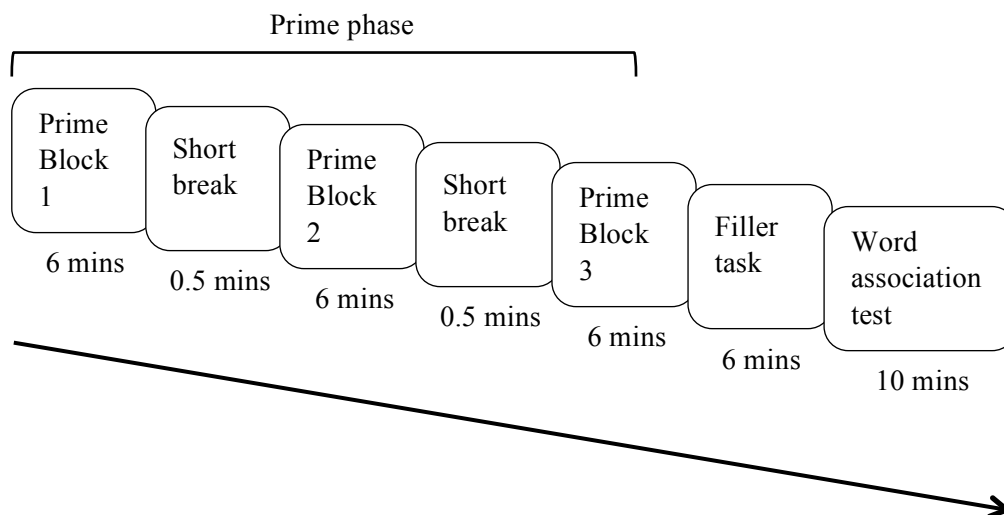 Prime phase
Prime
Block
1
6 mins
Short
break
0.5 mins
Prime
Block
2
6 mins
Short
break
0.5 mins
Prime
Block
3
6 mins
Filler
task
6 mins
Word
association
test
10 mins